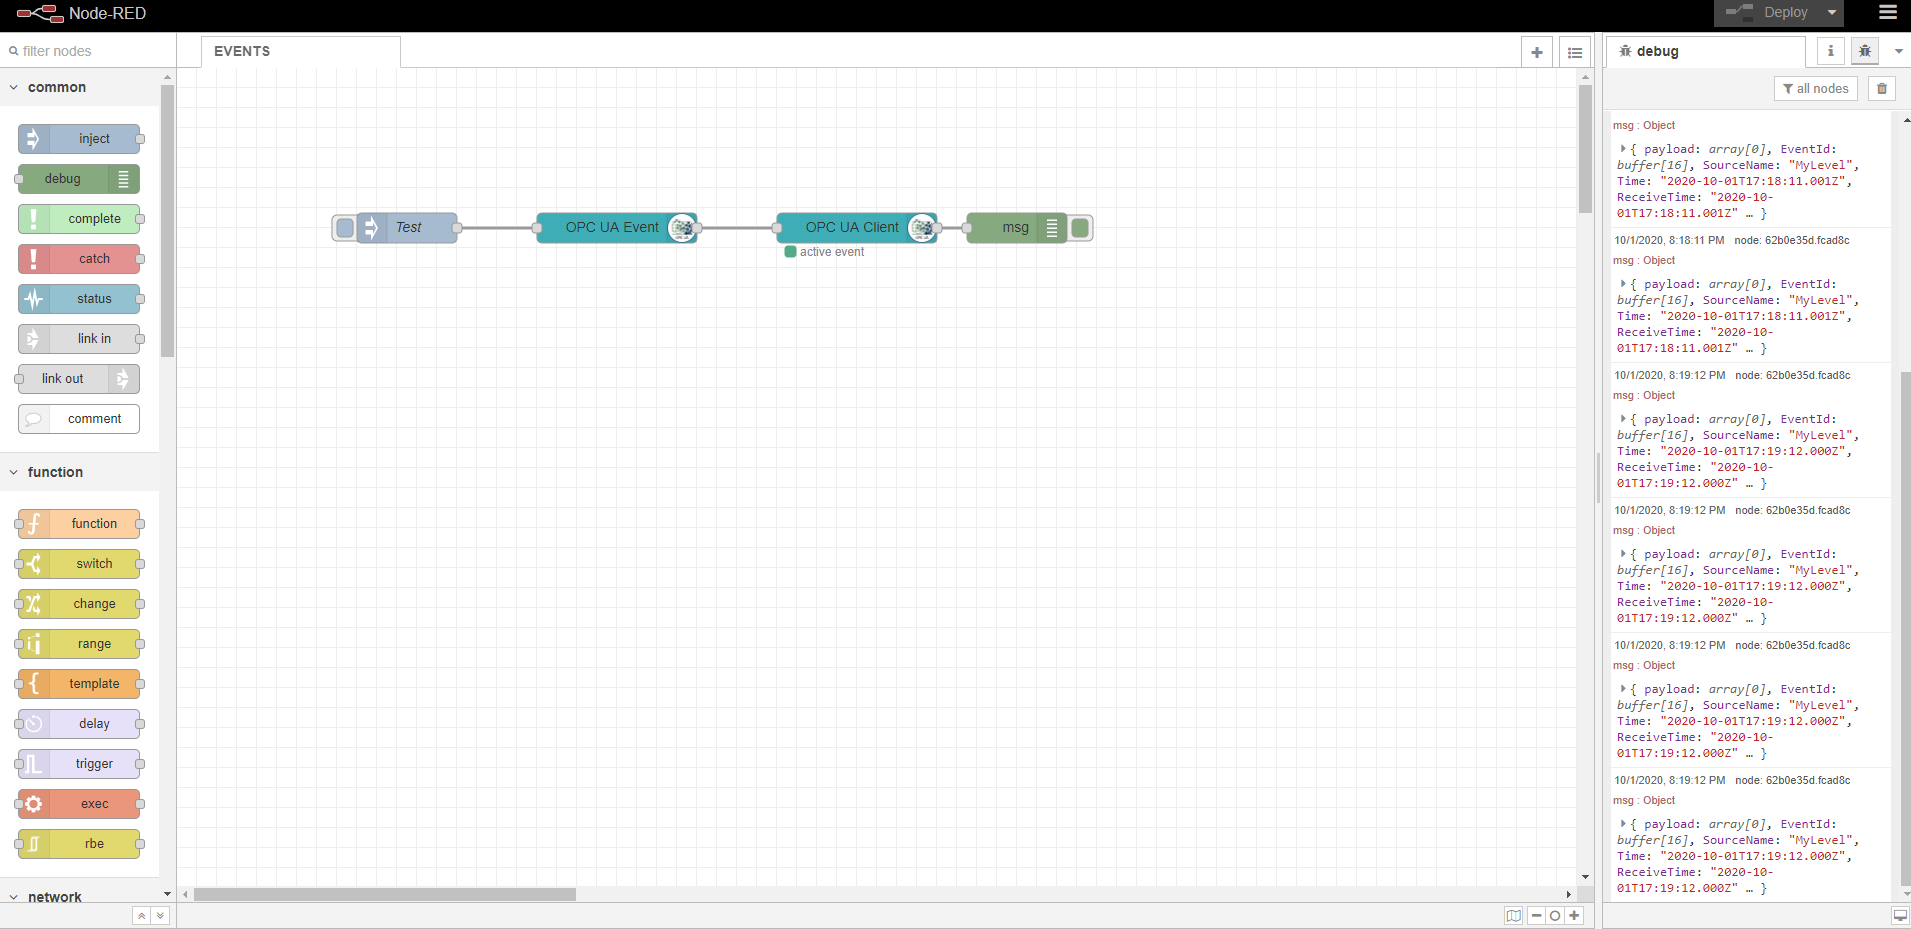 Node-RED
Deploy
filter nodes
EVENTS
debug
all nodes
common
inject
debug
complete
catch
status
link in
link out
comment
function
function
switch
change
range
template
delay
trigger
exec
rbe
network
Test
OPC UA Event
OPC UA
OPC UA Client
OPC UA
msg
active event
msg : Object
{ payload: array[0], EventId:
buffer[16], SourceName: "MyLevel",
Time: "2020-10-01T17:18:11.001Z",
ReceiveTime: "2020-10-
01T17:18:11.001Z" … }
10/1/2020, 8:18:11 PM node: 62b0e35d.fcad8c
msg : Object
{ payload: array[0], EventId:
buffer[16], SourceName: "MyLevel",
Time: "2020-10-01T17:18:11.001Z",
ReceiveTime: "2020-10-
01T17:18:11.001Z" … }
10/1/2020, 8:19:12 PM node: 62b0e35d.fcad8c
msg : Object
{ payload: array[0], EventId:
buffer[16], SourceName: "MyLevel",
Time: "2020-10-01T17:19:12.000Z",
ReceiveTime: "2020-10-
01T17:19:12.000Z" … }
10/1/2020, 8:19:12 PM node: 62b0e35d.fcad8c
msg : Object
{ payload: array[0], EventId:
buffer[16], SourceName: "MyLevel",
Time: "2020-10-01T17:19:12.000Z",
ReceiveTime: "2020-10-
01T17:19:12.000Z" … }
10/1/2020, 8:19:12 PM node: 62b0e35d.fcad8c
msg : Object
{ payload: array[0], EventId:
buffer[16], SourceName: "MyLevel",
Time: "2020-10-01T17:19:12.000Z",
ReceiveTime: "2020-10-
01T17:19:12.000Z" … }
10/1/2020, 8:19:12 PM node: 62b0e35d.fcad8c
msg : Object
{ payload: array[0], EventId:
buffer[16], SourceName: "MyLevel",
Time: "2020-10-01T17:19:12.000Z",
ReceiveTime: "2020-10-
01T17:19:12.000Z" … }